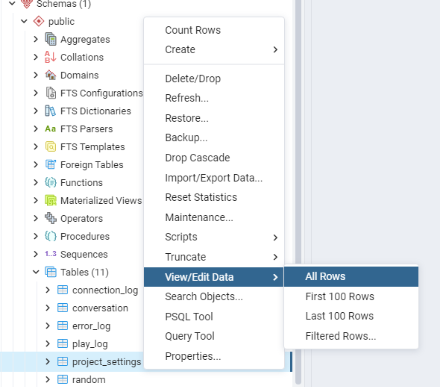 Schemas (1)
public
Aggregates
Collations
Domains
FTS Configurations
FTS Dictionaries
Aa FTS Parsers
FTS Templates
Foreign Tables
Functions
Materialized Views
Operators
Procedures
1..3 Sequences
Tables (11)
connection_log
conversation
error_log
play_log
project_settings
random
Count Rows
Create
Delete/Drop
Refresh...
Restore...
Backup...
Drop Cascade
Import/Export Data...
Reset Statistics
Maintenance...
Scripts
Truncate
View/Edit Data
Search Objects...
PSQL Tool
Query Tool
Properties...
All Rows
First 100 Rows
Last 100 Rows
Filtered Rows...